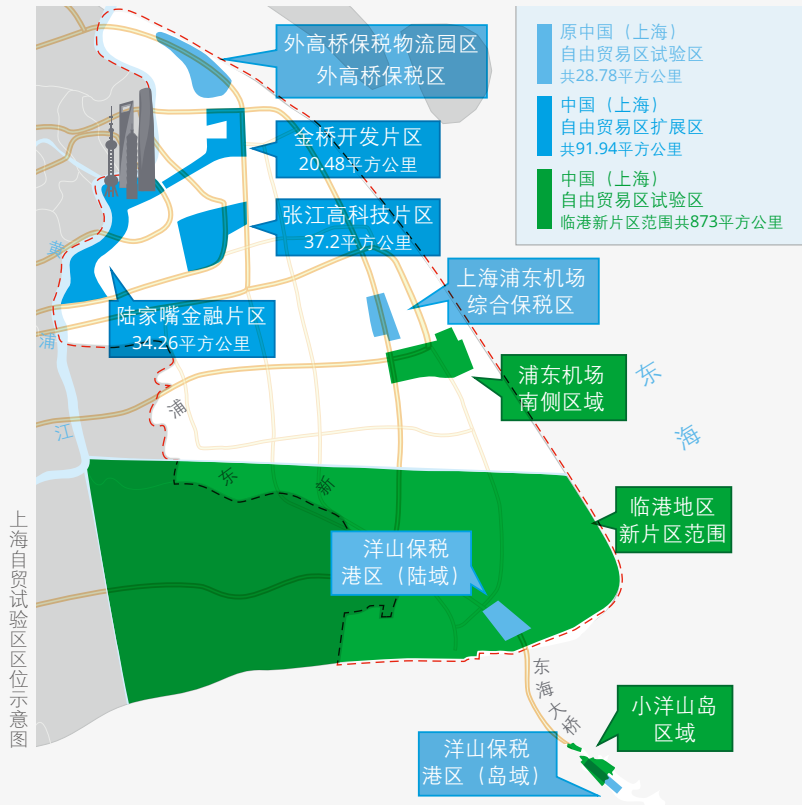 外高桥保税物流园区
外高桥保税区
原中国（上海）
自由贸易区试验区
共28.78平方公里
中国（上海）
自由贸易区扩展区
共91.94平方公里
中国（上海）
自由贸易区试验区
临港新片区范围共873平方公里
金桥开发片区
20.48平方公里
张江高科技片区
37.2平方公里
陆家嘴金融片区
34.26平方公里
上海浦东机场
综合保税区
浦东机场
南侧区域
东海
黄浦江
浦东新
临港地区
新片区范围
洋山保税
港区（陆域）
东海大桥
小洋山岛
区域
洋山保税
港区（岛域）
上海自贸试验区区位示意图